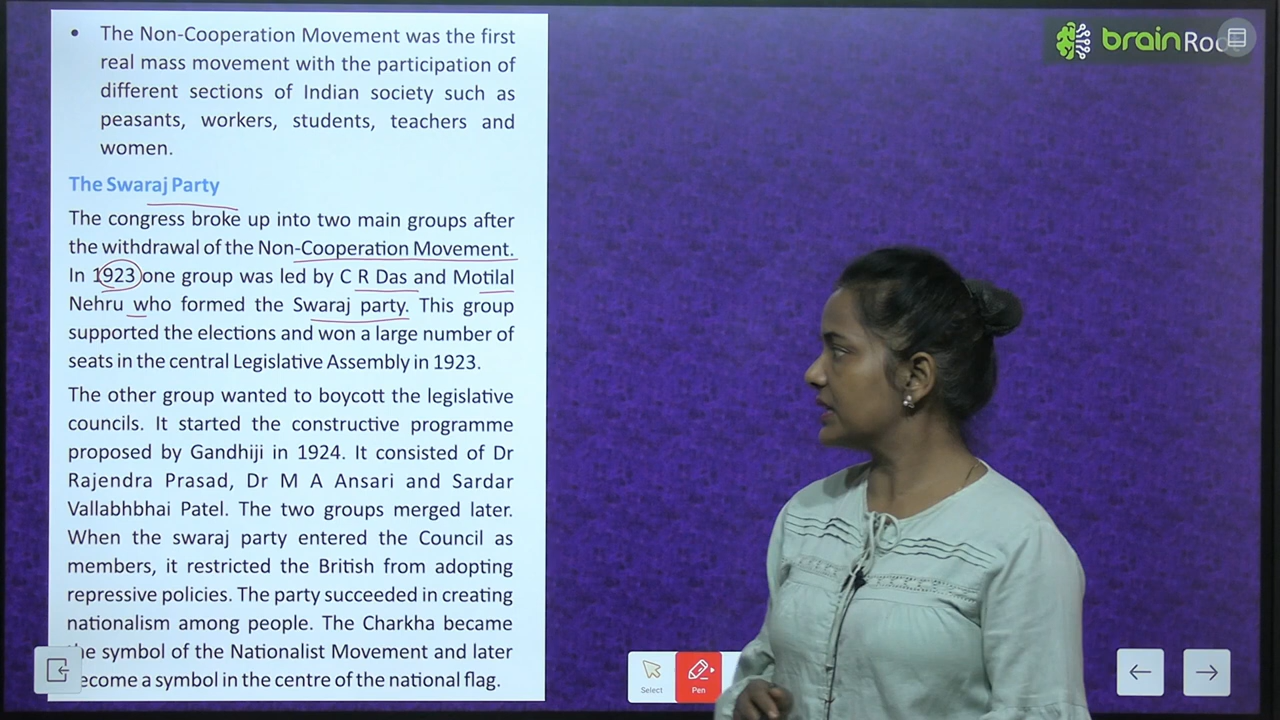 • The Non-Cooperation Movement was the first
real mass movement with the participation of
different sections of Indian society such as
peasants, workers, students, teachers and
women.
The Swaraj Party
The congress broke up into two main groups after
the withdrawal of the Non-Cooperation Movement.
In 1923 one group was led by C R Das and Motilal
Nehru who formed the Swaraj party. This group
supported the elections and won a large number of
seats in the central Legislative Assembly in 1923.
The other group wanted to boycott the legislative
councils. It started the constructive programme
proposed by Gandhiji in 1924. It consisted of Dr
Rajendra Prasad, Dr M A Ansari and Sardar
Vallabhbhai Patel. The two groups merged later.
When the swaraj party entered the Council as
members, it restricted the British from adopting
repressive policies. The party succeeded in creating
nationalism among people. The Charkha became
symbol of the Nationalist Movement and later
a symbol in the centre of the national flag.
brain
Select
Pen